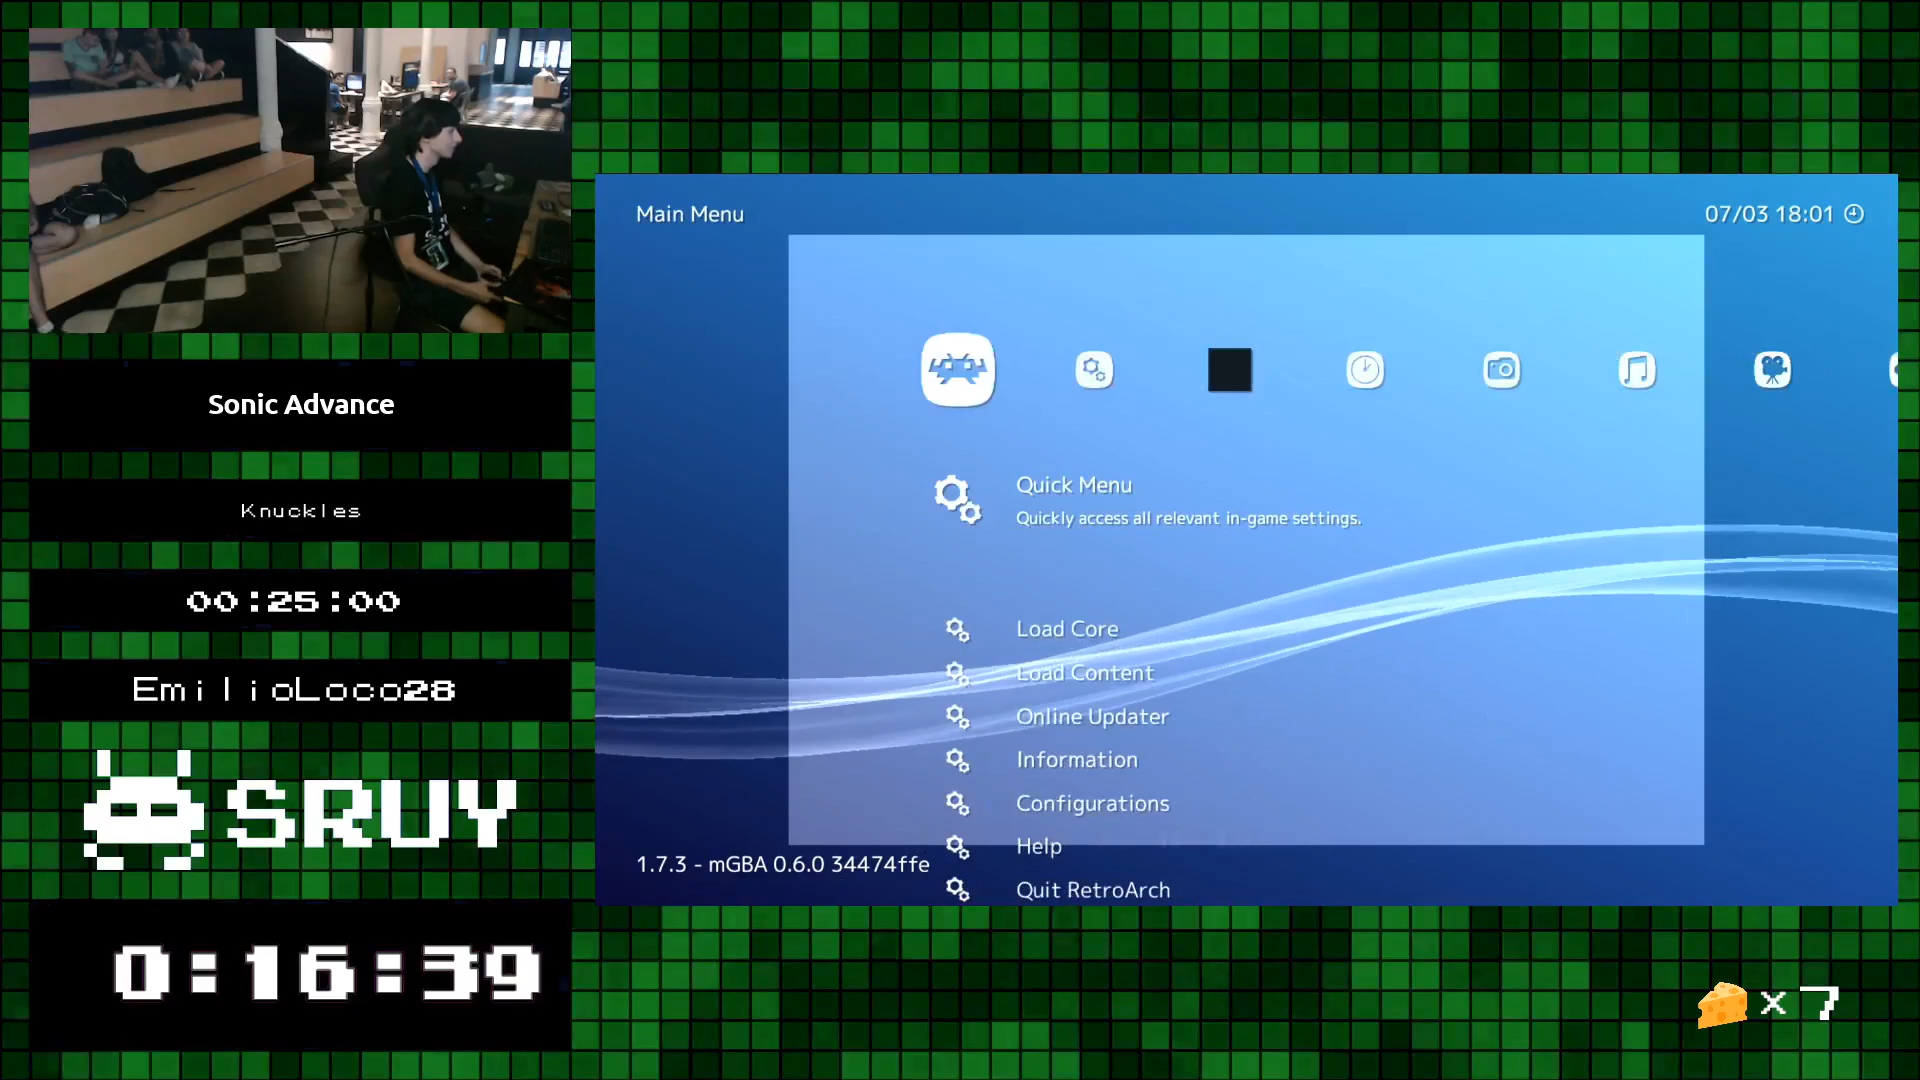 Sonic Advance
Knuckles
00:25:00
EmilioLoco28
SRUY
0:16:39
Main Menu
07/03 18:01
Quick Menu
Quickly access all relevant in-game settings.
Load Core
Load Content
Online Updater
Information
Configurations
Help
Quit RetroArch
1.7.3 - mGBA 0.6.0 34474ffe
x 7